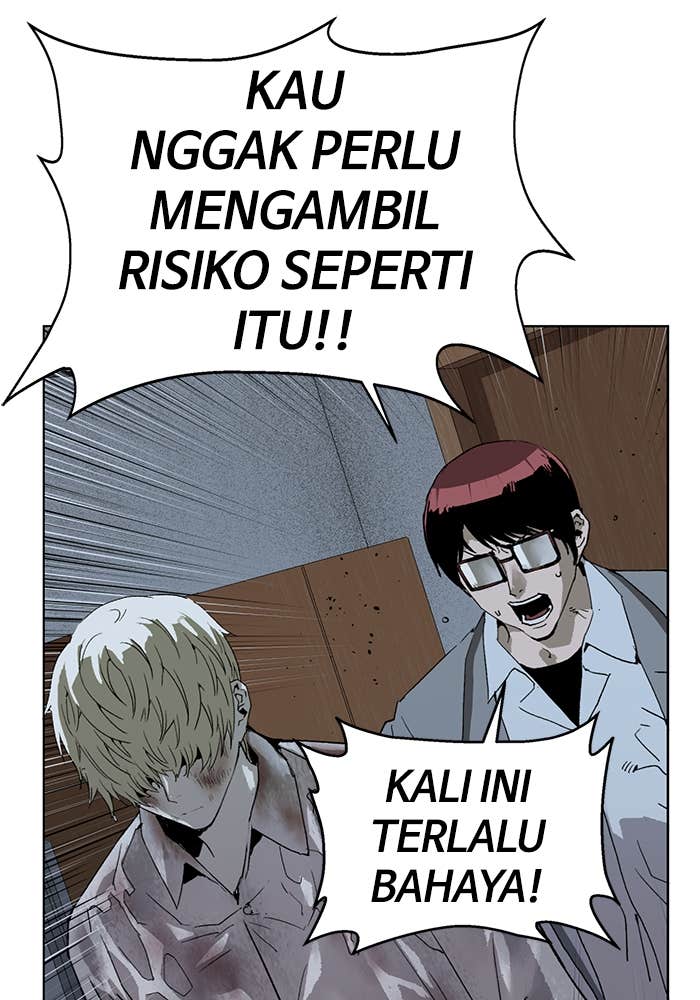 KAU
NGGAK PERLU
MENGAMBIL
RISIKO SEPERTI
ITU!!
KALI INI
TERLALU
BAHAYA!